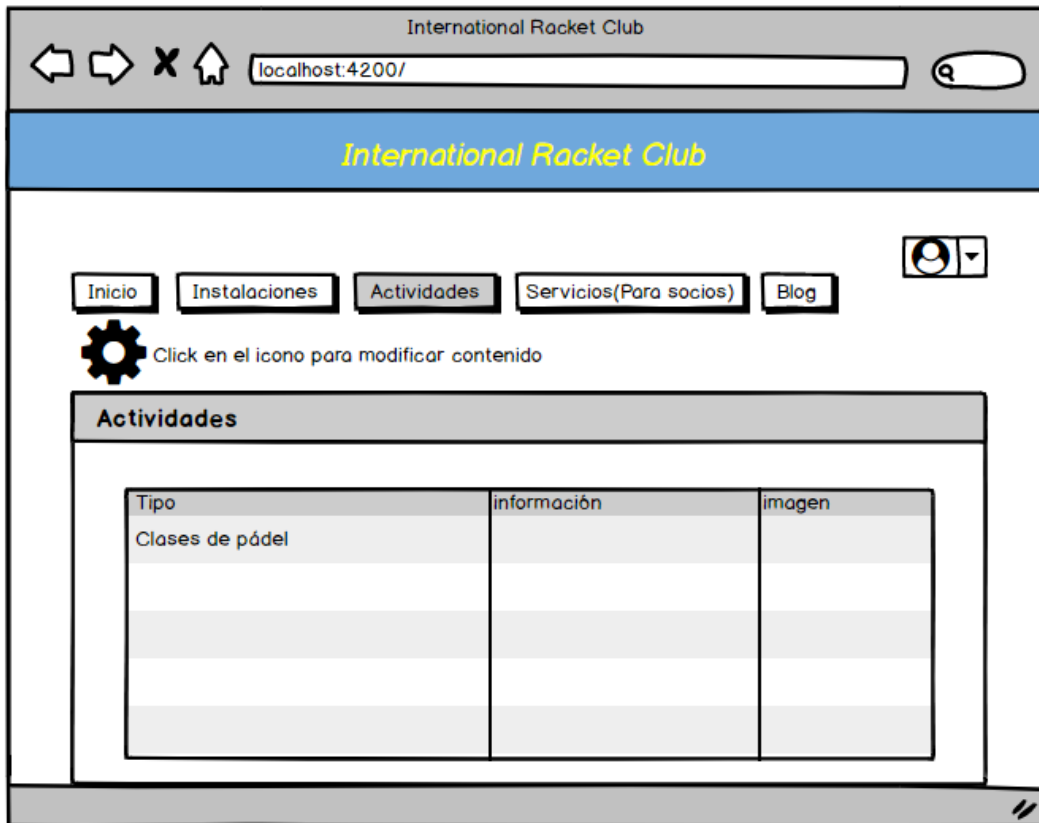 International Racket Club
localhost:4200/
International Racket Club
Inicio Instalaciones Actividades Servicios(Para socios) Blog
Click en el icono para modificar contenido
Actividades
Tipo información imagen
Clases de pádel